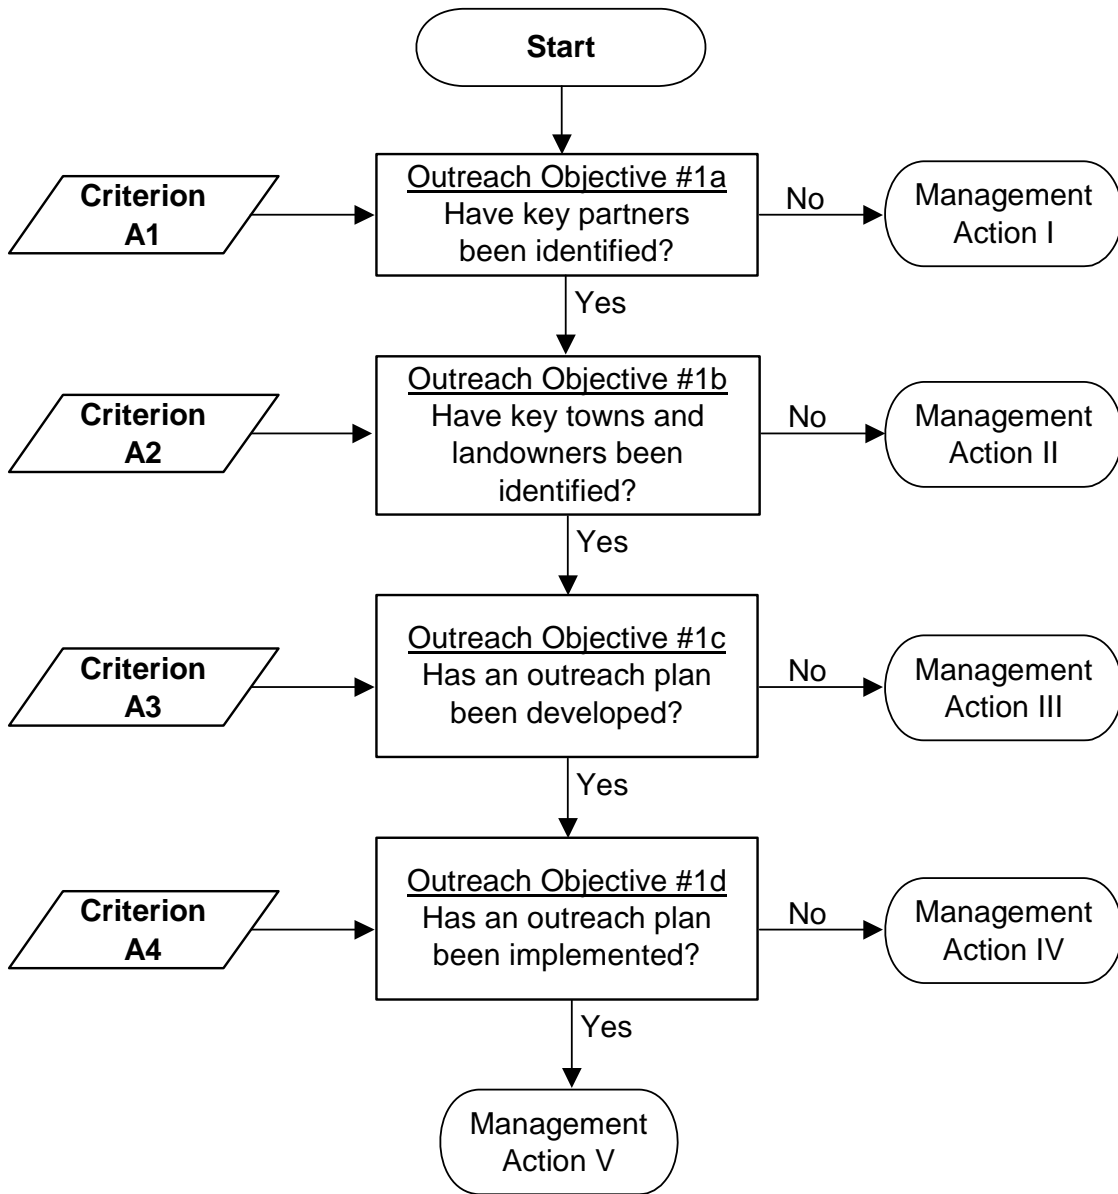 Start
Criterion
A1
Outreach Objective #1a
Have key partners
been identified?
No
Management
Action I
Yes
Criterion
A2
Outreach Objective #1b
Have key towns and
landowners been
identified?
No
Management
Action II
Yes
Criterion
A3
Outreach Objective #1c
Has an outreach plan
been developed?
No
Management
Action III
Yes
Criterion
A4
Outreach Objective #1d
Has an outreach plan
been implemented?
No
Management
Action IV
Yes
Management
Action V